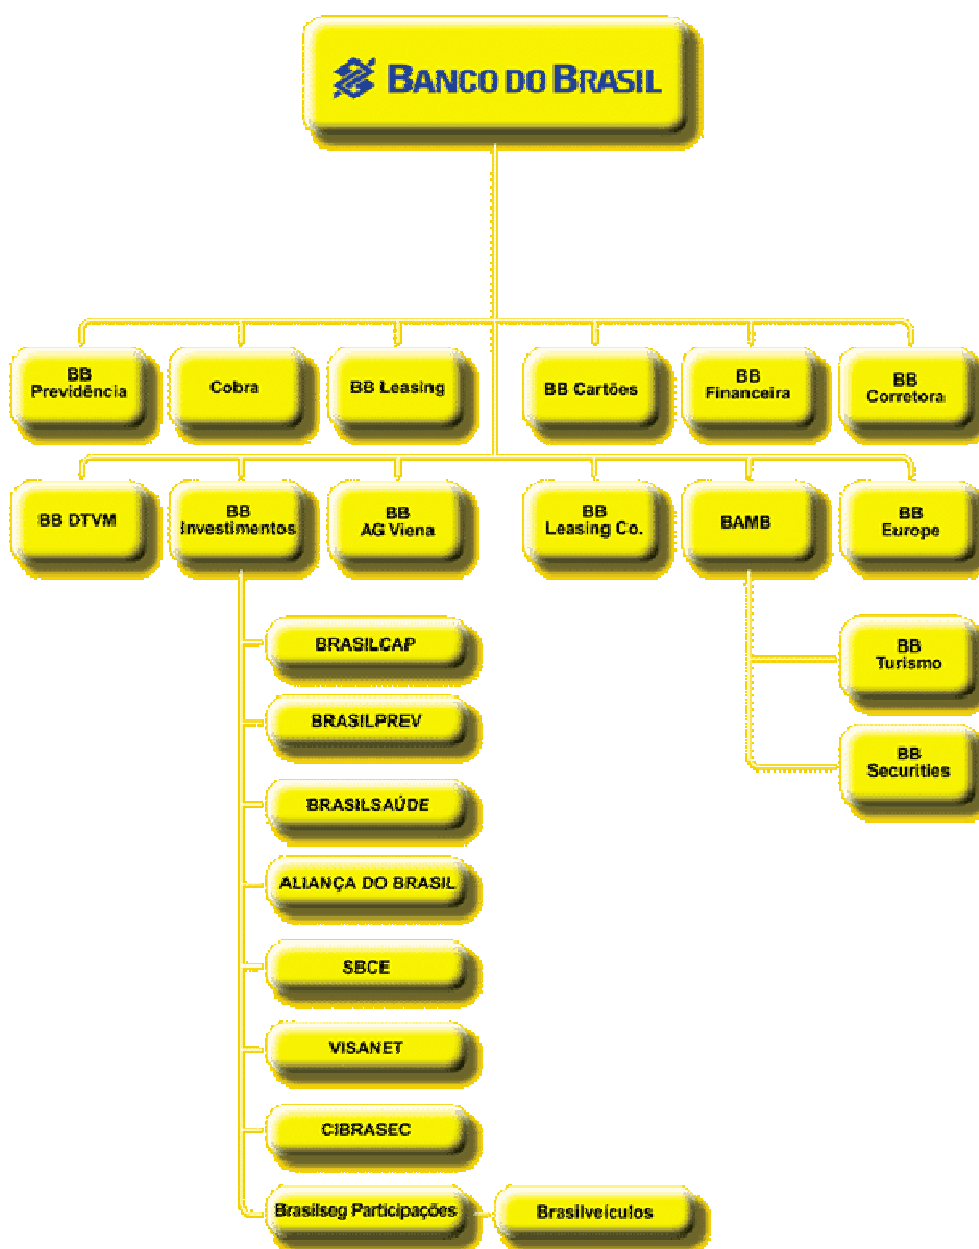 BANCO DO BRASIL
BB
Previdência
Cobra
BB Leasing
BB Cartões
BB
Financeira
BB
Corretora
BB DTVM
BB
Investimentos
BB
AG Viena
BB
Leasing Co.
BAMB
BB
Europe
BRASILCAP
BB
Turismo
BRASILPREV
BB
Securities
BRASILSAÚDE
ALIANÇA DO BRASIL
SBCE
VISANET
CIBRASEC
Brasilseg Participações
Brasilveículos